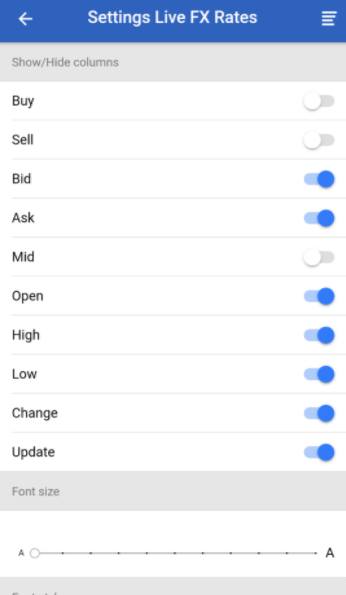 Settings Live FX Rates
Show/Hide columns
Buy
Sell
Bid
Ask
Mid
Open
High
Low
Change
Update
Font size
A A